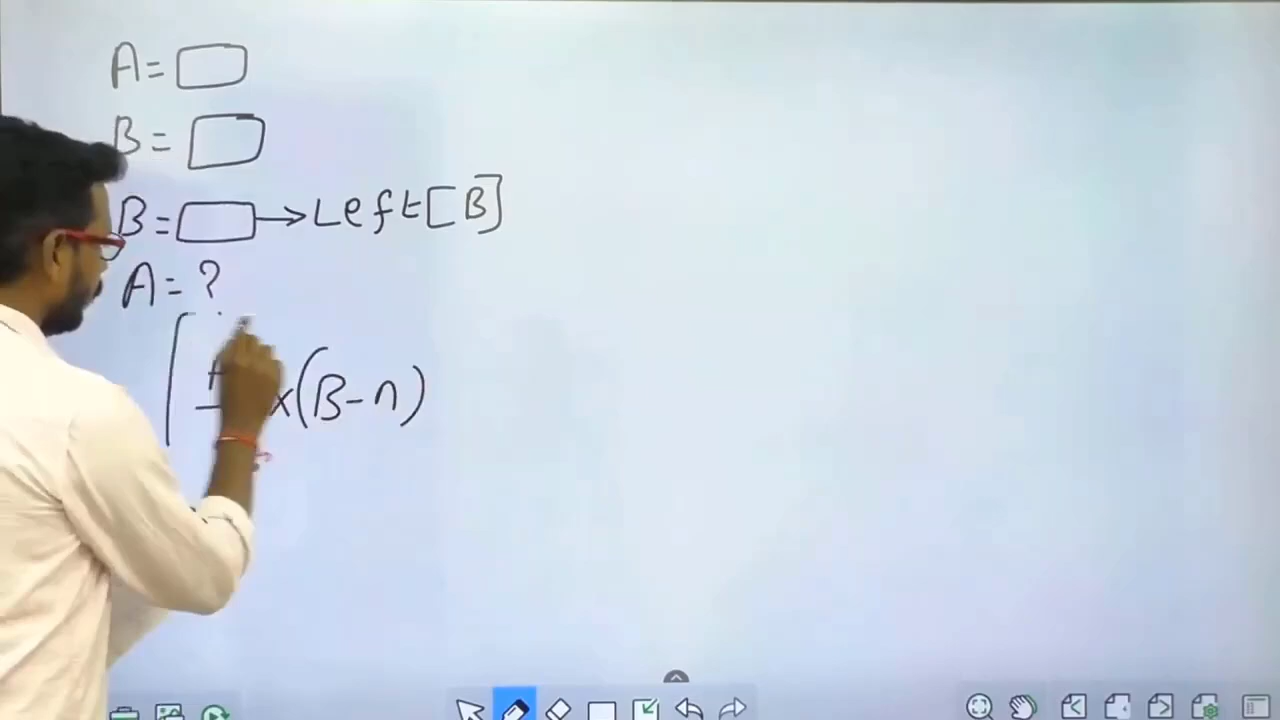 A=
B=
B= →Left[B]
A=?
x(B-n)